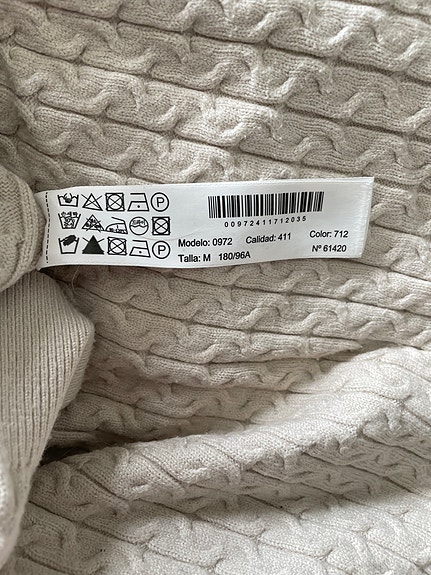 00972411712035
Modelo: 0972 Calidad: 411 Color: 712
Talla: M 180/96A Nº 61420
P
P